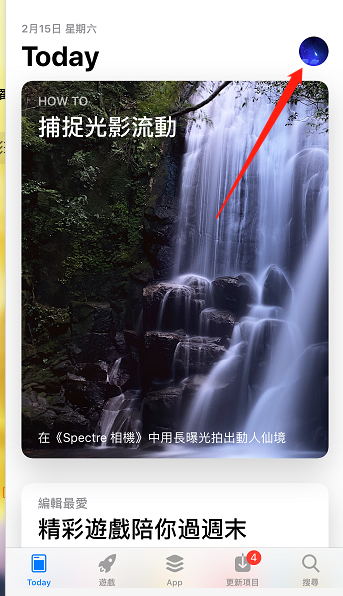 2月15日 星期六
Today
HOW TO
捕捉光影流動
在《Spectre 相機》中用長曝光拍出動人仙境
編輯最愛
精彩遊戲陪你過週末
4
Today
遊戲
App
更新項目
搜尋